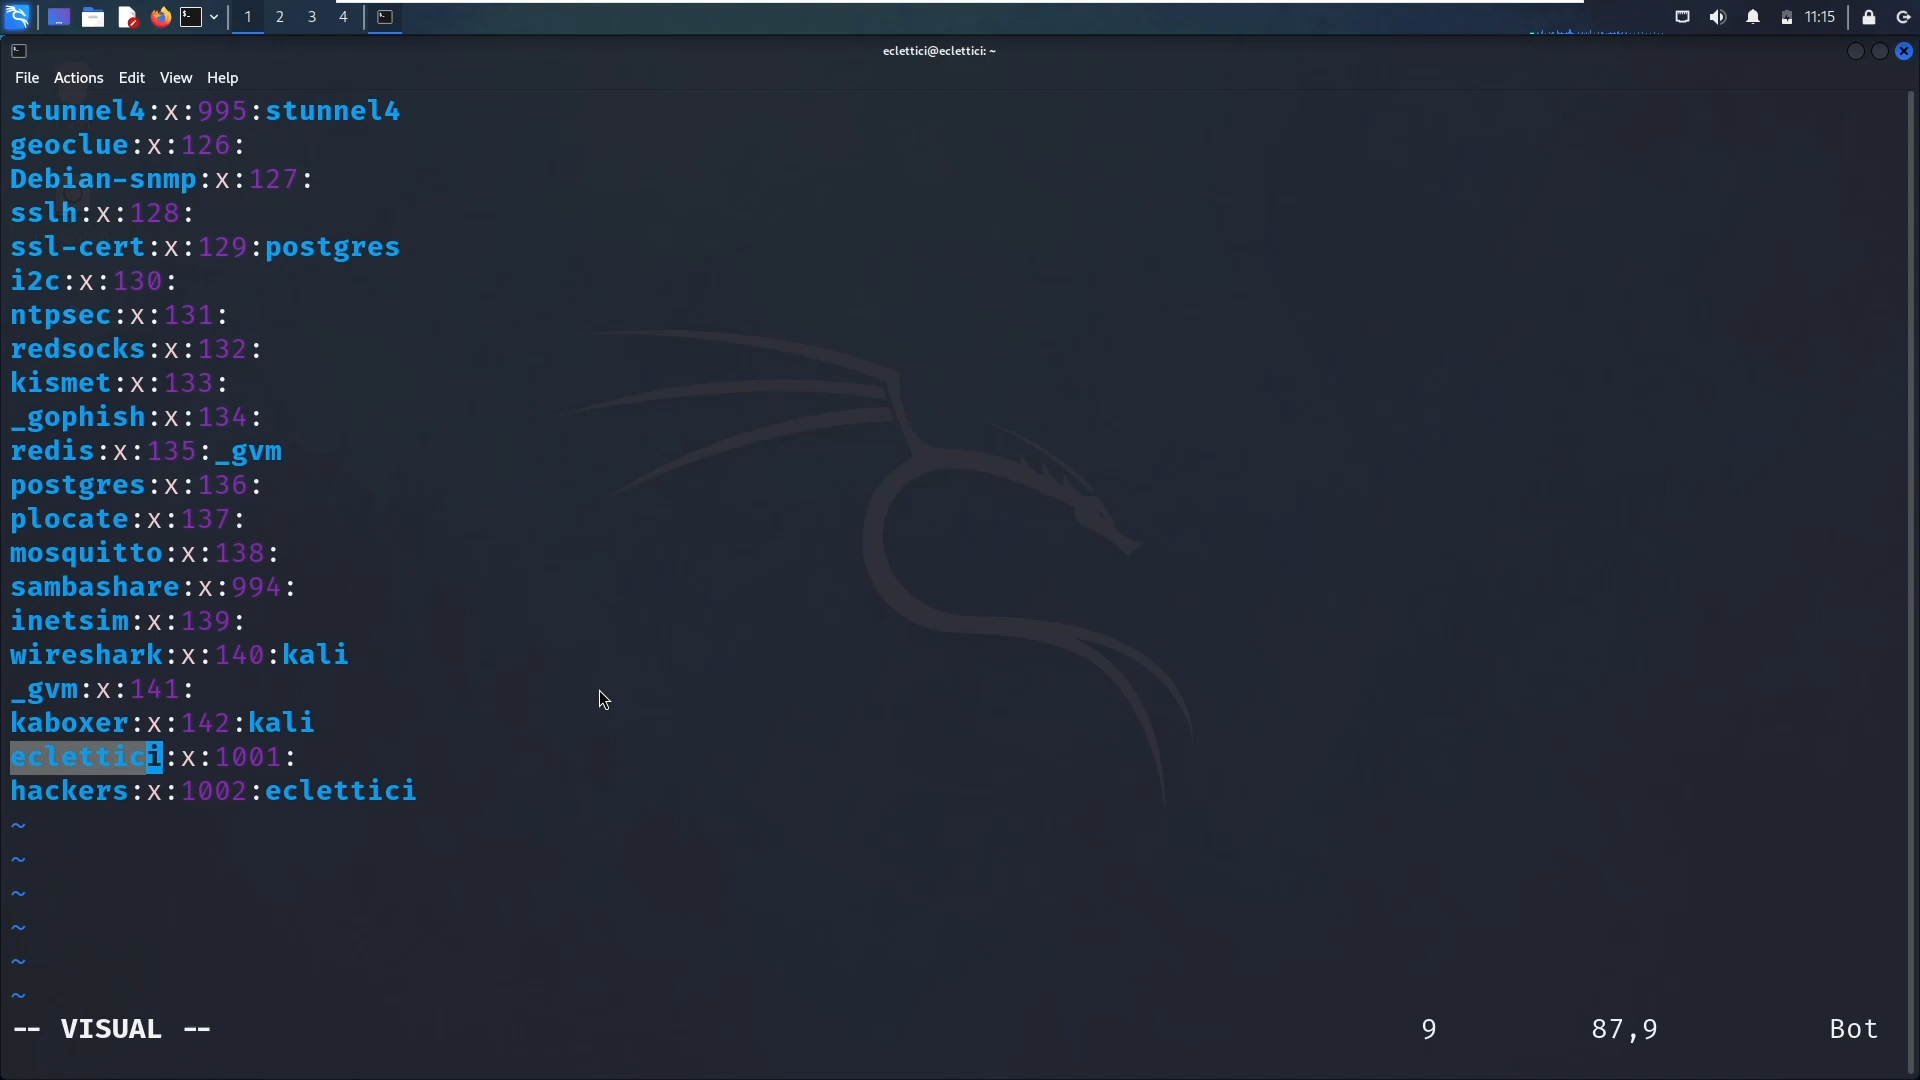 1 2 3 4 11:15
eclettici@eclettici: ~
File Actions Edit View Help
stunnel4:x:995:stunnel4
geoclue:x:126:
Debian-snmp:x:127:
sslh:x:128:
ssl-cert:x:129:postgres
i2c:x:130:
ntpsec:x:131:
redsocks:x:132:
kismet:x:133:
_gophish:x:134:
redis:x:135:_gvm
postgres:x:136:
plocate:x:137:
mosquitto:x:138:
sambashare:x:994:
inetsim:x:139:
wireshark:x:140:kali
_gvm:x:141:
kaboxer:x:142:kali
eclettici:x:1001:
hackers:x:1002:eclettici
~
~
~
~
~
~
-- VISUAL -- 9 87,9 Bot